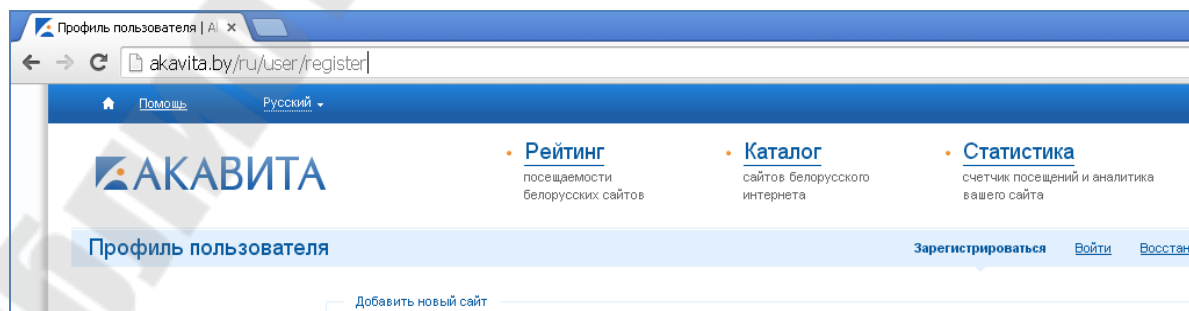 Профиль пользователя | А
akavita.by/ru/user/register
Помощь Русский
АКАВИТА
Рейтинг
посещаемости
белорусских сайтов
Каталог
сайтов белорусского
интернета
Статистика
счетчик посещений и аналитика
вашего сайта
Профиль пользователя
Зарегистрироваться Войти Восстан
Добавить новый сайт